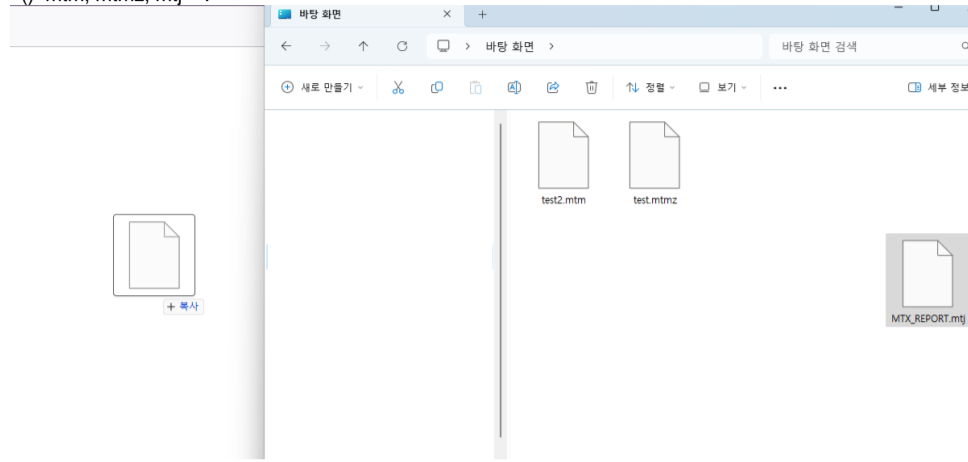 바탕 화면
바탕 화면
바탕 화면 검색
새로 만들기
정렬
보기
세부 정보
test2.mtm
test.mtmz
복사
MTX_REPORT.mtj